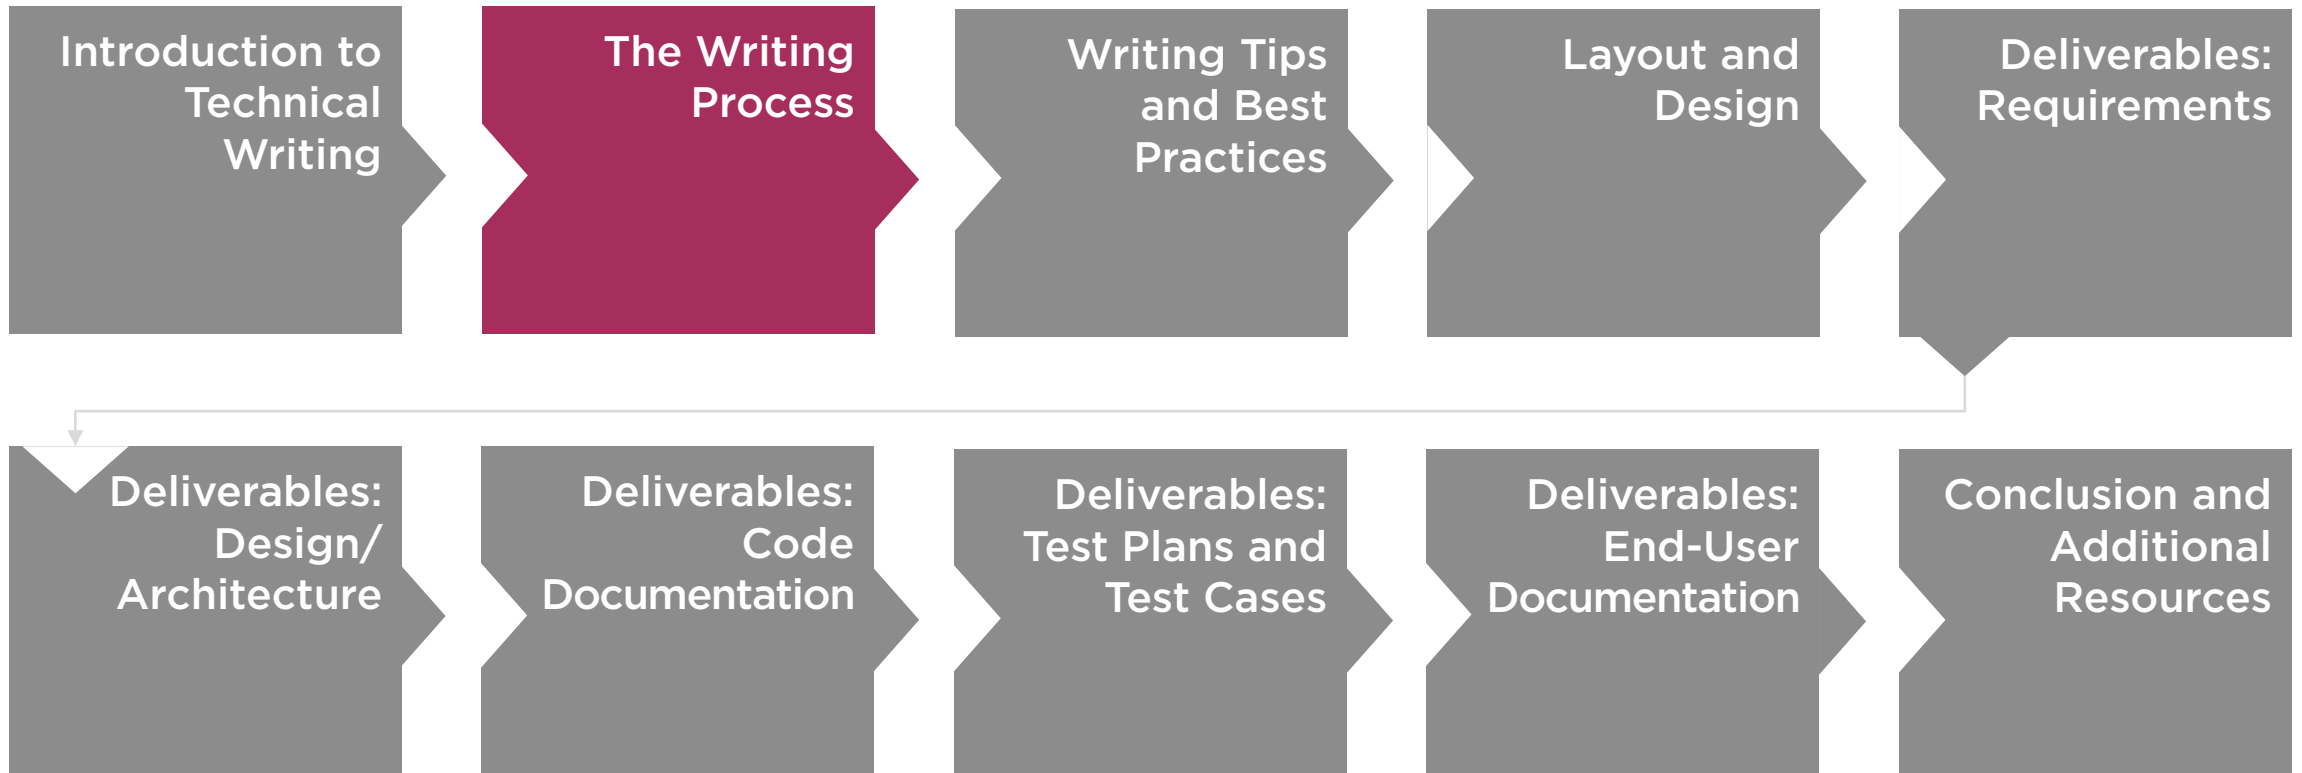 Introduction to
Technical
Writing
The Writing
Process
Writing Tips
and Best
Practices
Layout and
Design
Deliverables:
Requirements
Deliverables:
Design/
Architecture
Deliverables:
Code
Documentation
Deliverables:
Test Plans and
Test Cases
Deliverables:
End-User
Documentation
Conclusion and
Additional
Resources